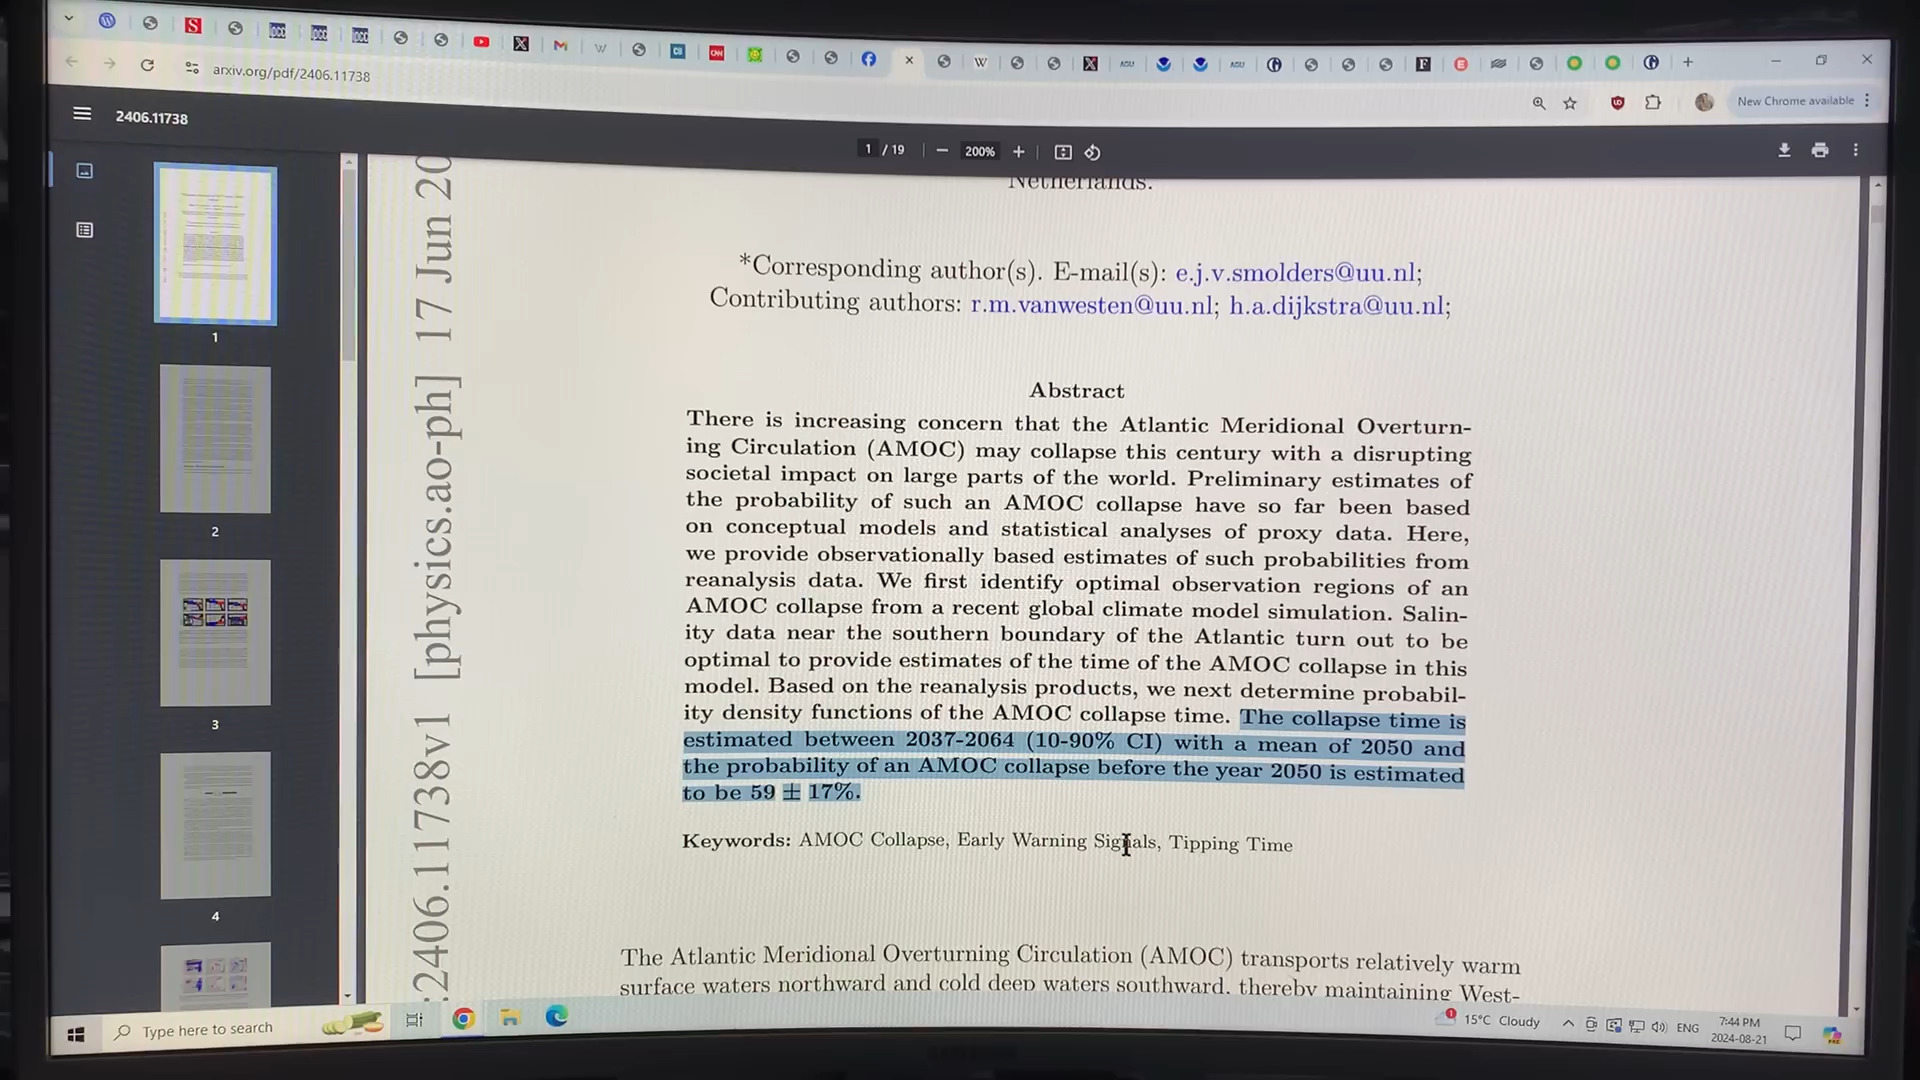 arxiv.org/pdf/2406.11738
New Chrome available
2406.11738
1 / 19
200%
Netherlands.
*Corresponding author(s). E-mail(s): e.j.v.smolders@uu.nl;
Contributing authors: r.m.vanwesten@uu.nl; h.a.dijkstra@uu.nl;
Abstract
There is increasing concern that the Atlantic Meridional Overturn-
ing Circulation (AMOC) may collapse this century with a disrupting
societal impact on large parts of the world. Preliminary estimates of
the probability of such an AMOC collapse have so far been based
on conceptual models and statistical analyses of proxy data. Here,
we provide observationally based estimates of such probabilities from
reanalysis data. We first identify optimal observation regions of an
AMOC collapse from a recent global climate model simulation. Salin-
ity data near the southern boundary of the Atlantic turn out to be
optimal to provide estimates of the time of the AMOC collapse in this
model. Based on the reanalysis products, we next determine probabil-
ity density functions of the AMOC collapse time. The collapse time is
estimated between 2037-2064 (10-90% CI) with a mean of 2050 and
the probability of an AMOC collapse before the year 2050 is estimated
to be 59 ± 17%.
Keywords: AMOC Collapse, Early Warning Signals, Tipping Time
The Atlantic Meridional Overturning Circulation (AMOC) transports relatively warm
surface waters northward and cold deep waters southward, thereby maintaining West-
:2406.11738v1 [physics.ao-ph] 17 Jun 20
1
2
3
4
Type here to search
15°C Cloudy
ENG
7:44 PM
2024-08-21